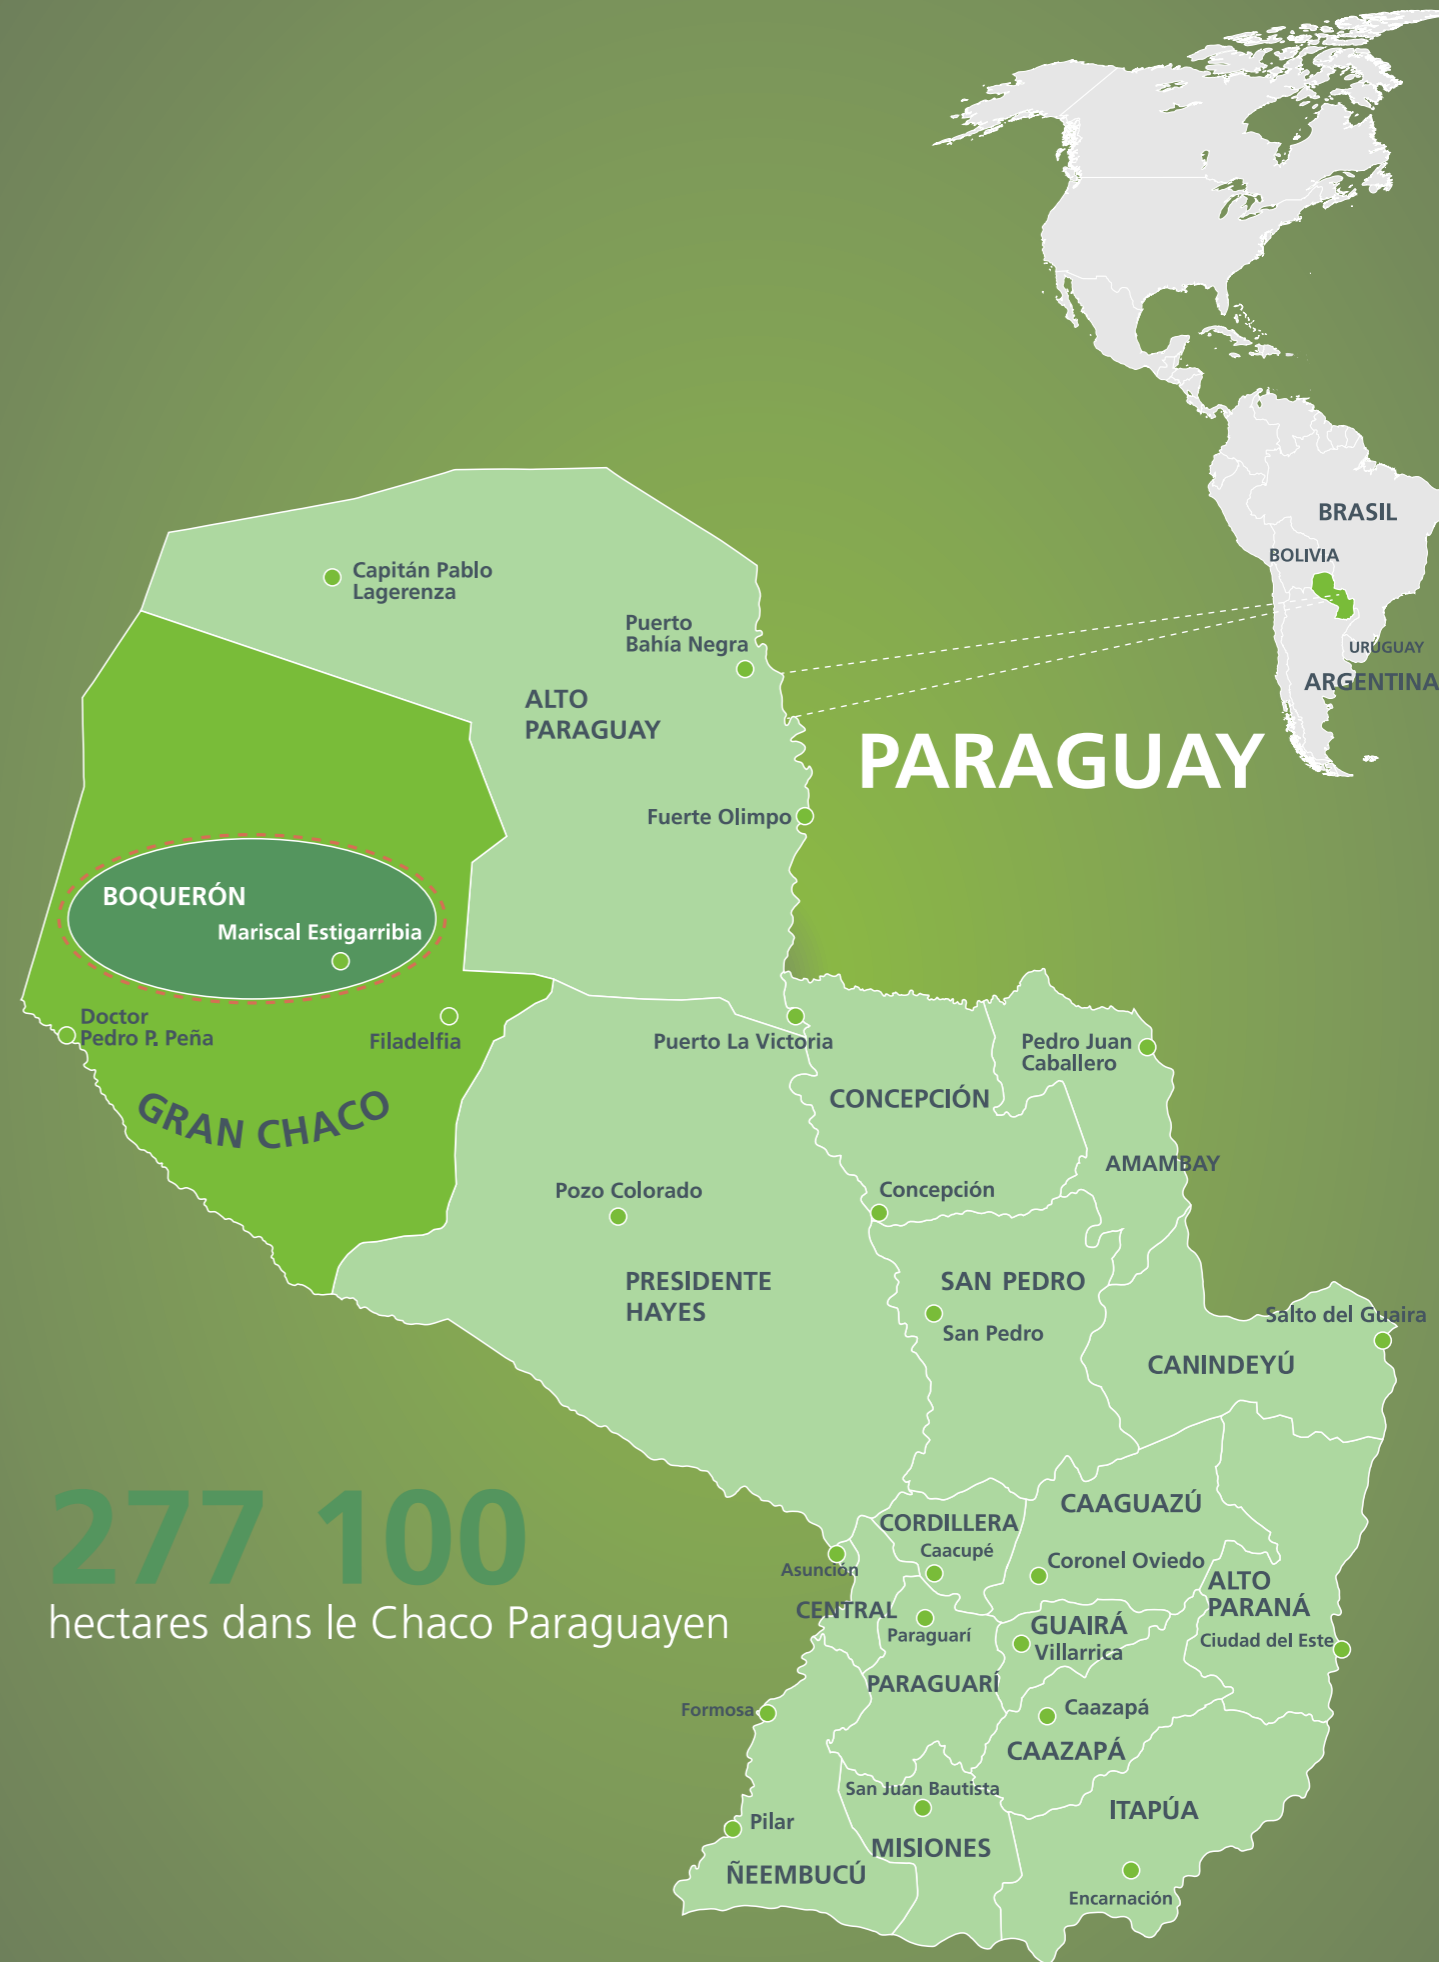 BRASIL
BOLIVIA
URUGUAY
ARGENTINA
PARAGUAY
Capitán Pablo
Lagerenza
Puerto
Bahía Negra
ALTO
PARAGUAY
Fuerte Olimpo
BOQUERÓN
Mariscal Estigarribia
Doctor
Pedro P. Peña
Filadelfia
GRAN CHACO
Puerto La Victoria
Pedro Juan
Caballero
CONCEPCIÓN
AMAMBAY
Pozo Colorado
Concepción
PRESIDENTE
HAYES
SAN PEDRO
San Pedro
Salto del Guaira
CANINDEYÚ
277 100
hectares dans le Chaco Paraguayen
CAAGUAZÚ
CORDILLERA
Caacupé
Coronel Oviedo
Asunción
ALTO
PARANÁ
CENTRAL
Paraguarí
GUAIRÁ
Villarrica
Ciudad del Este
PARAGUARÍ
Formosa
Caazapá
CAAZAPÁ
San Juan Bautista
ITAPÚA
Pilar
MISIONES
ÑEEMBUCÚ
Encarnación